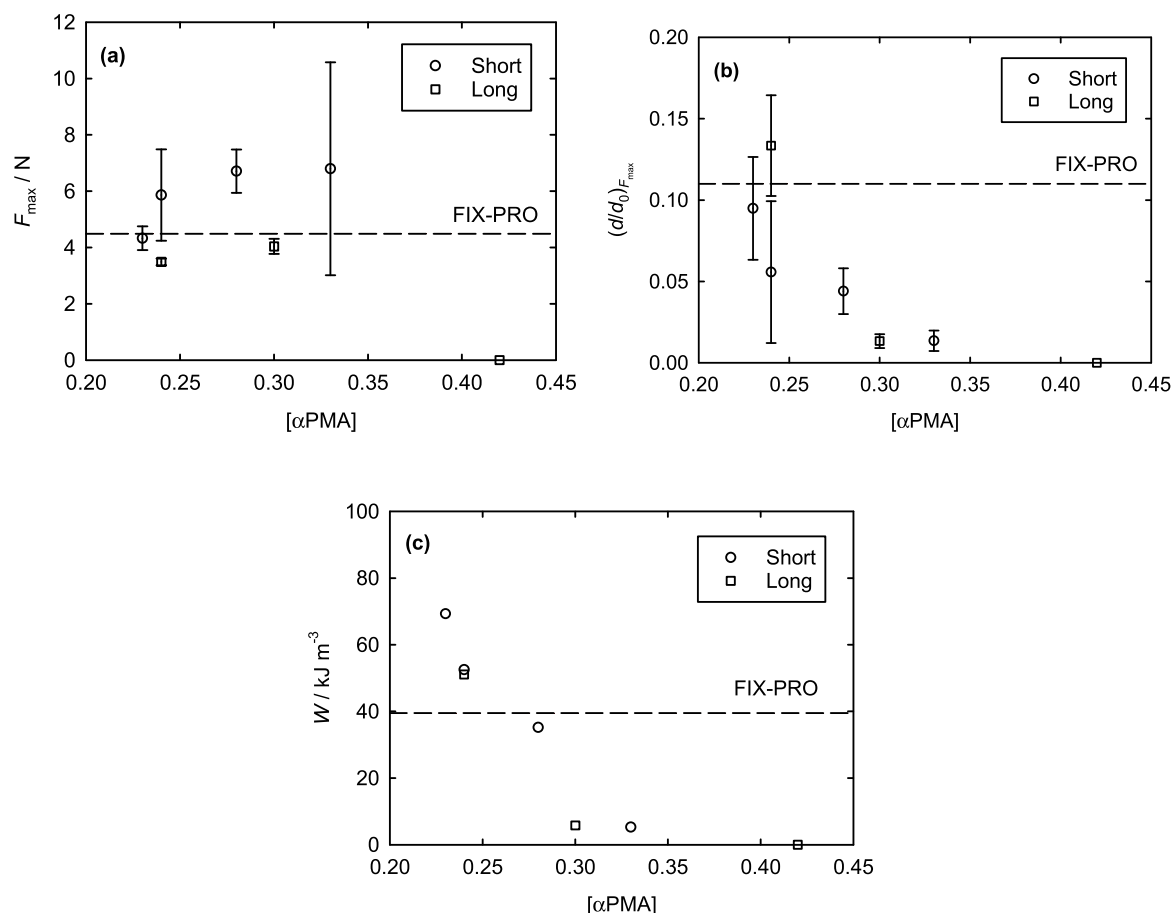 12
10
8
6
4
2
0
F_max / N
(a)
Short
Long
FIX-PRO
0.20 0.25 0.30 0.35 0.40 0.45
[αPMA]
0.20
0.15
0.10
0.05
0.00
(d/d_0)_{F_max}
(b)
Short
Long
FIX-PRO
0.20 0.25 0.30 0.35 0.40 0.45
[αPMA]
100
80
60
40
20
0
W / kJ m⁻³
(c)
Short
Long
FIX-PRO
0.20 0.25 0.30 0.35 0.40 0.45
[αPMA]